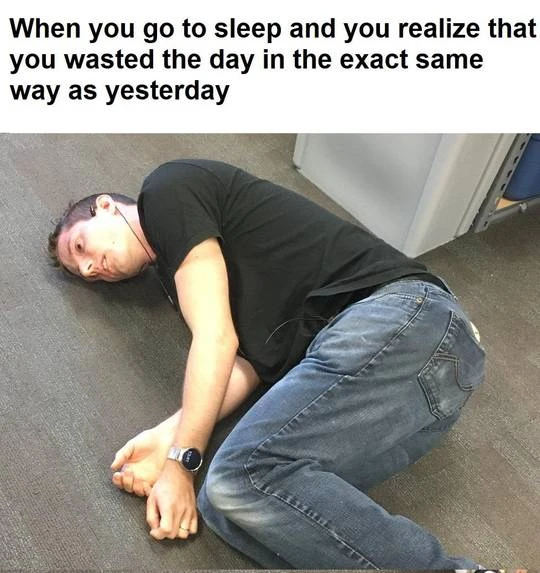 When you go to sleep and you realize that
you wasted the day in the exact same
way as yesterday